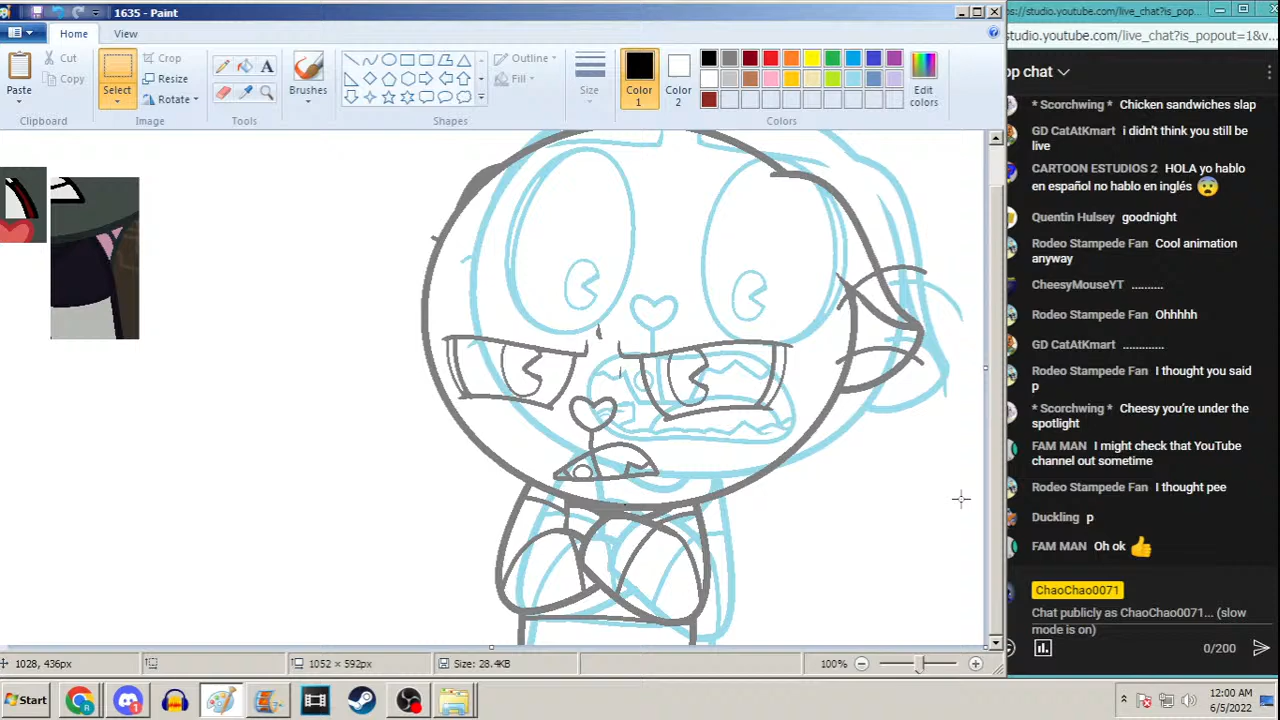 1635 - Paint
https://studio.youtube.com/live_chat?is_pop...
Home
View
studio.youtube.com/live_chat?is_popout=1&v...
Paste
Cut
Copy
Clipboard
Select
Crop
Resize
Rotate
Image
A
Tools
Brushes
Shapes
Outline
Fill
Size
Color
1
Color
2
Edit
colors
Colors
op chat
* Scorchwing * Chicken sandwiches slap
GD CatAtKmart i didn't think you still be
live
CARTOON ESTUDIOS 2 HOLA yo hablo
en español no hablo en inglés 😨
Quentin Hulsey goodnight
Rodeo Stampede Fan Cool animation
anyway
CheesyMouseYT ..........
Rodeo Stampede Fan Ohhhhh
GD CatAtKmart .............
Rodeo Stampede Fan I thought you said
p
* Scorchwing * Cheesy you're under the
spotlight
FAM MAN I might check that YouTube
channel out sometime
Rodeo Stampede Fan I thought pee
Duckling p
FAM MAN Oh ok 👍
ChaoChao0071
Chat publicly as ChaoChao0071... (slow
mode is on)
0/200
1028, 436px
1052 × 592px
Size: 28.4KB
100%
Start
12:00 AM
6/5/2022